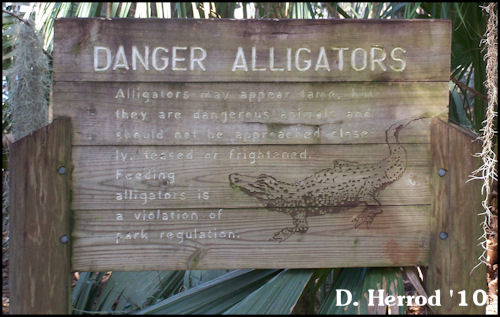 DANGER ALLIGATORS
Alligators may appear tame, but
they are dangerous animals and
should not be approached close-
ly, teased or frightened.
Feeding
alligators is
a violation of
park regulation.
D. Herrod '10